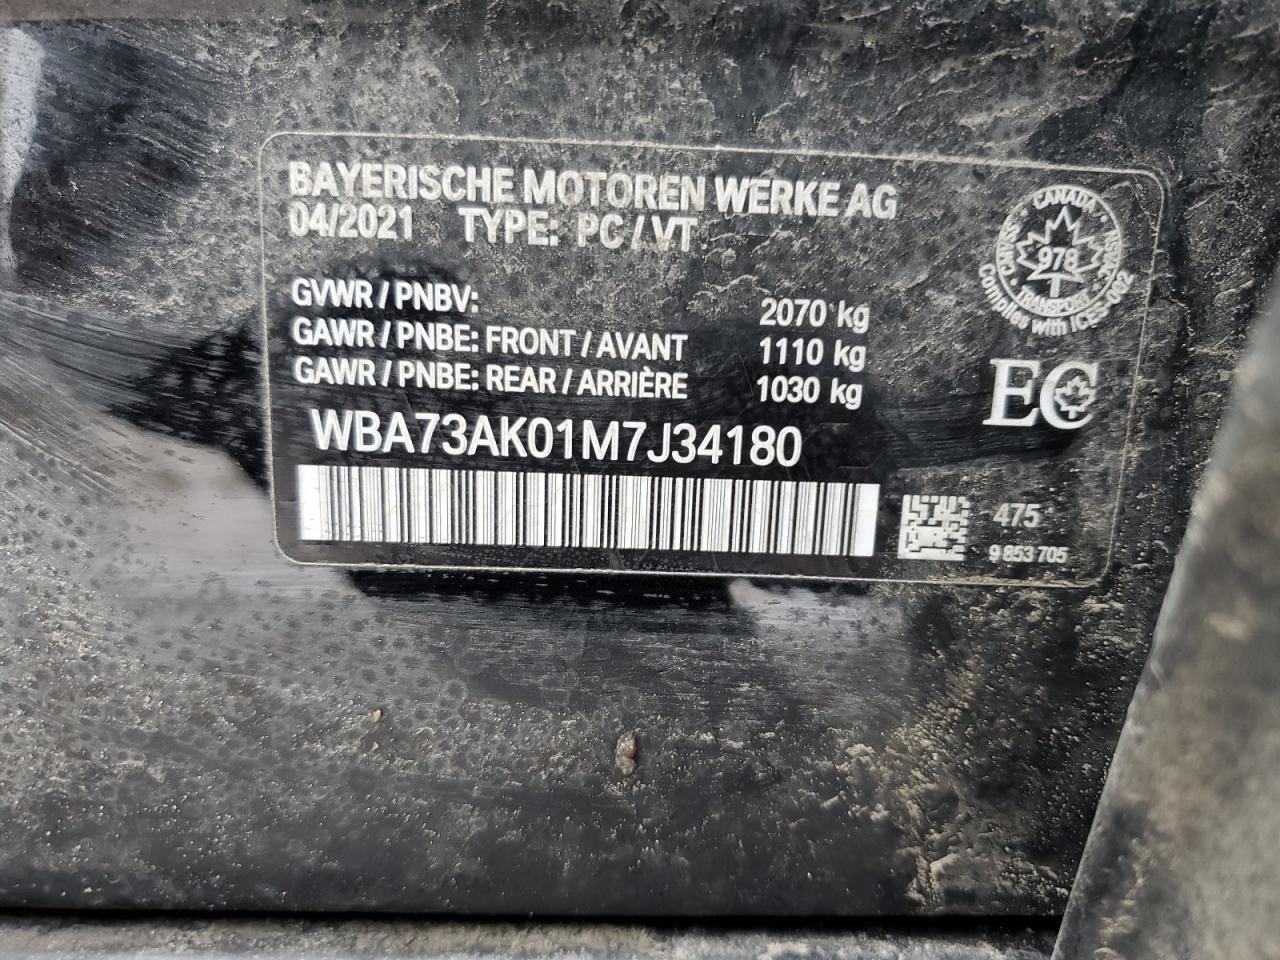 BAYERISCHE MOTOREN WERKE AG
04/2021 TYPE: PC / VT
GVWR / PNBV: 2070 kg
GAWR / PNBE: FRONT / AVANT 1110 kg
GAWR / PNBE: REAR / ARRIÈRE 1030 kg
WBA73AK01M7J34180
CANADA
CMVSS 978 NSVAC
TRANSPORT
Complies with ICES-002
EC
475
9 853 705